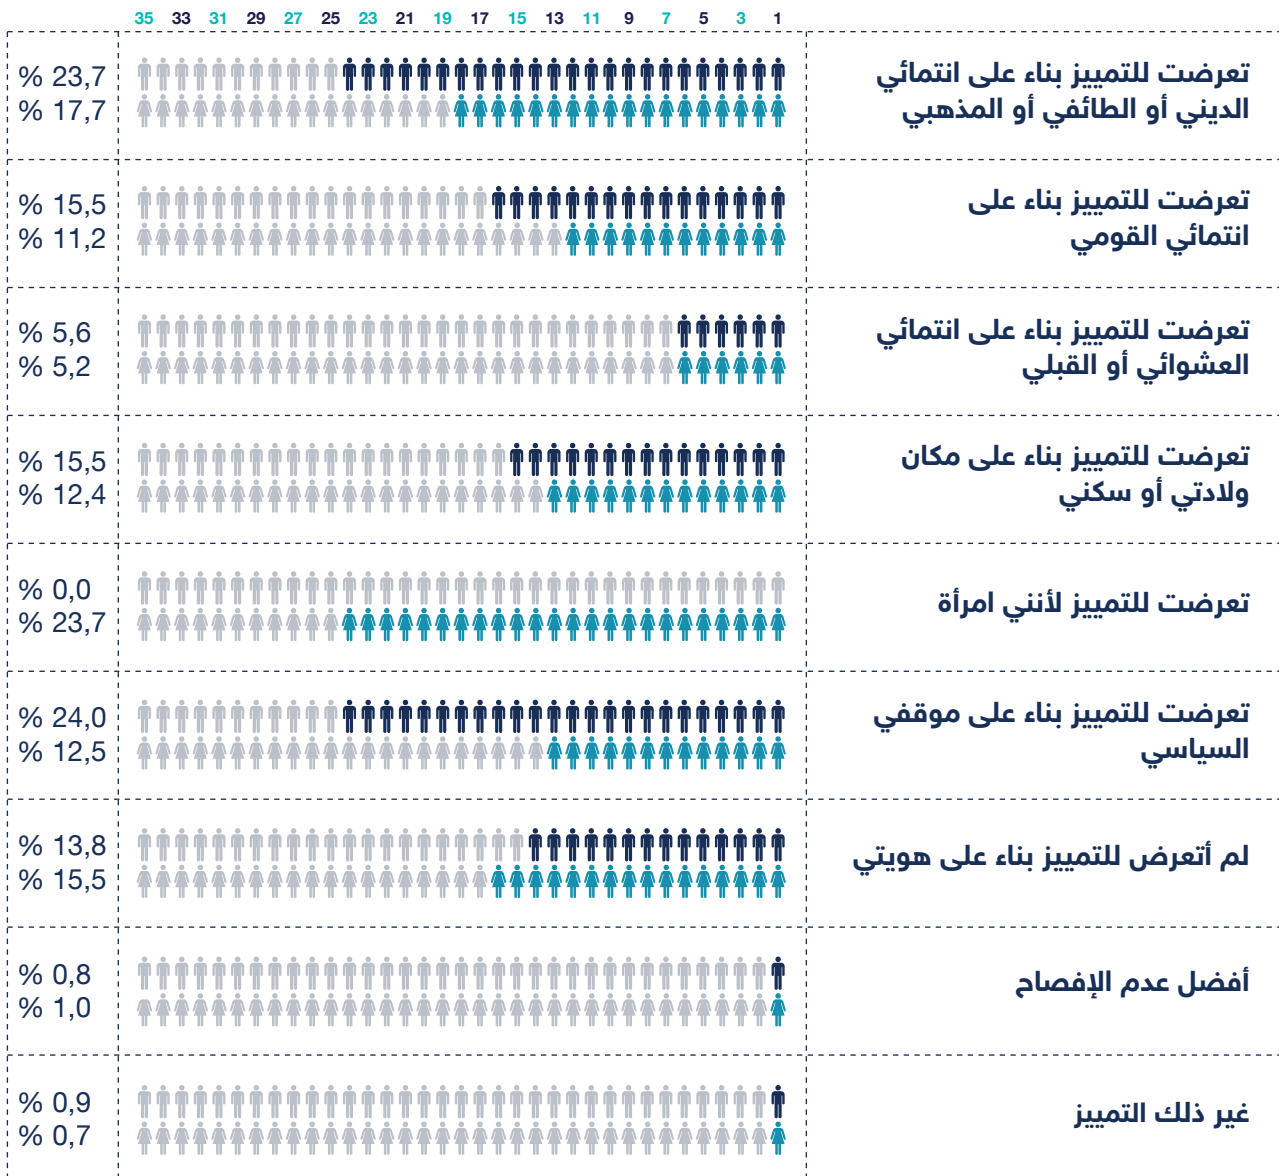 35 33 31 29 27 25 23 21 19 17 15 13 11 9 7 5 3 1
تعرضت للتمييز بناء على انتمائي
الديني أو الطائفي أو المذهبي
% 23,7
% 17,7
تعرضت للتمييز بناء على
انتمائي القومي
% 15,5
% 11,2
تعرضت للتمييز بناء على انتمائي
العشوائي أو القبلي
% 5,6
% 5,2
تعرضت للتمييز بناء على مكان
ولادتي أو سكني
% 15,5
% 12,4
تعرضت للتمييز لأنني امرأة
% 0,0
% 23,7
تعرضت للتمييز بناء على موقفي
السياسي
% 24,0
% 12,5
لم أتعرض للتمييز بناء على هويتي
% 13,8
% 15,5
أفضل عدم الإفصاح
% 0,8
% 1,0
غير ذلك التمييز
% 0,9
% 0,7